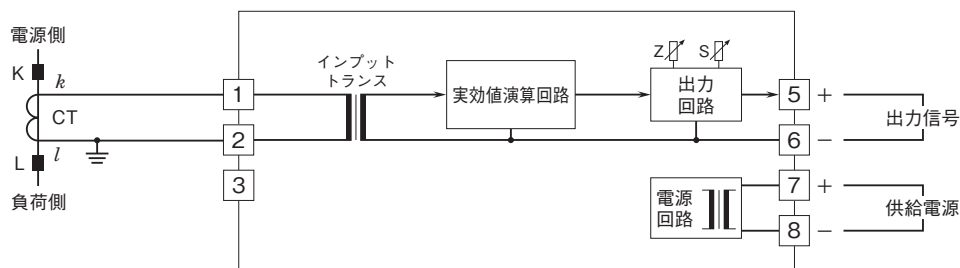 電源側
K
k
CT
l
L
負荷側
1
2
3
インプット
トランス
実効値演算回路
Z
S
出力
回路
5
+
6
−
出力信号
電源
回路
7
+
8
−
供給電源